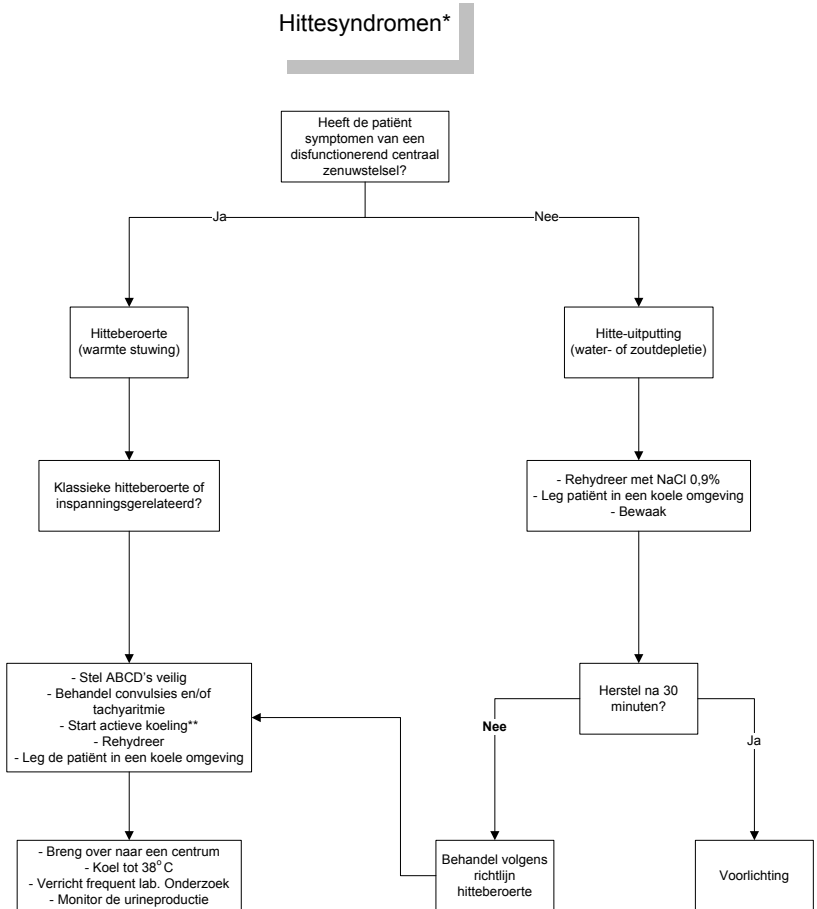 Hittesyndromen*
Heeft de patiënt
symptomen van een
disfunctionerend centraal
zenuwstelsel?
Ja
Nee
Hitteberoerte
(warmte stuwing)
Hitte-uitputting
(water- of zoutdepletie)
Klassieke hitteberoerte of
inspanningsgerelateerd?
- Rehydreer met NaCl 0,9%
- Leg patiënt in een koele omgeving
- Bewaak
- Stel ABCD's veilig
- Behandel convulsies en/of
tachyaritmie
- Start actieve koeling**
- Rehydreer
- Leg de patiënt in een koele omgeving
Herstel na 30
minuten?
Nee
Ja
- Breng over naar een centrum
- Koel tot 38° C
- Verricht frequent lab. Onderzoek
- Monitor de urineproductie
Behandel volgens
richtlijn
hitteberoerte
Voorlichting